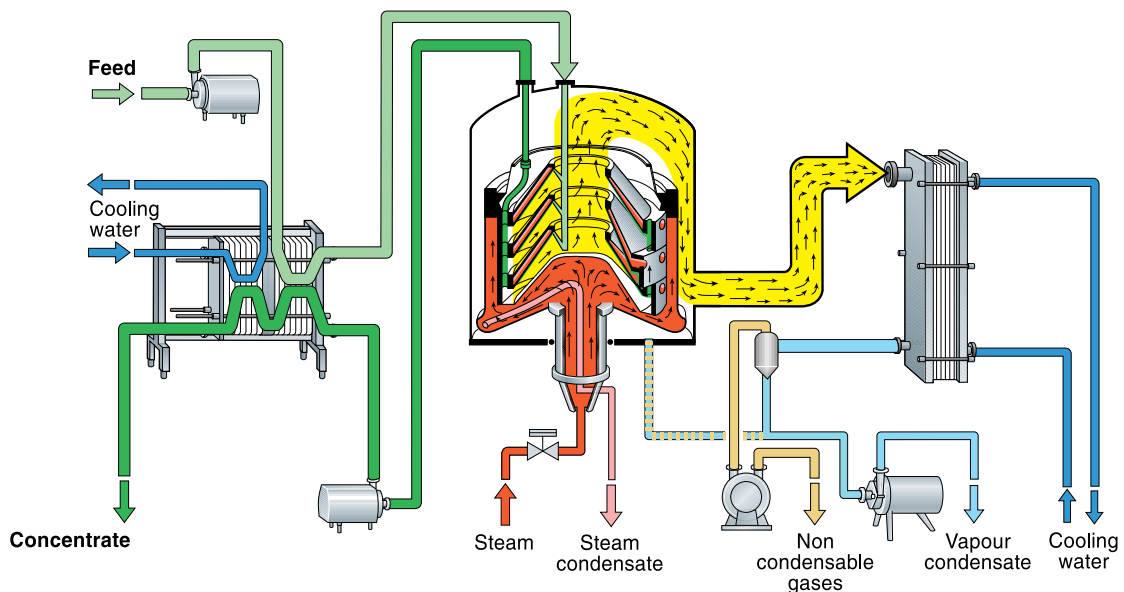 Feed
Cooling
water
Concentrate
Steam
Steam
condensate
Non
condensable
gases
Vapour
condensate
Cooling
water